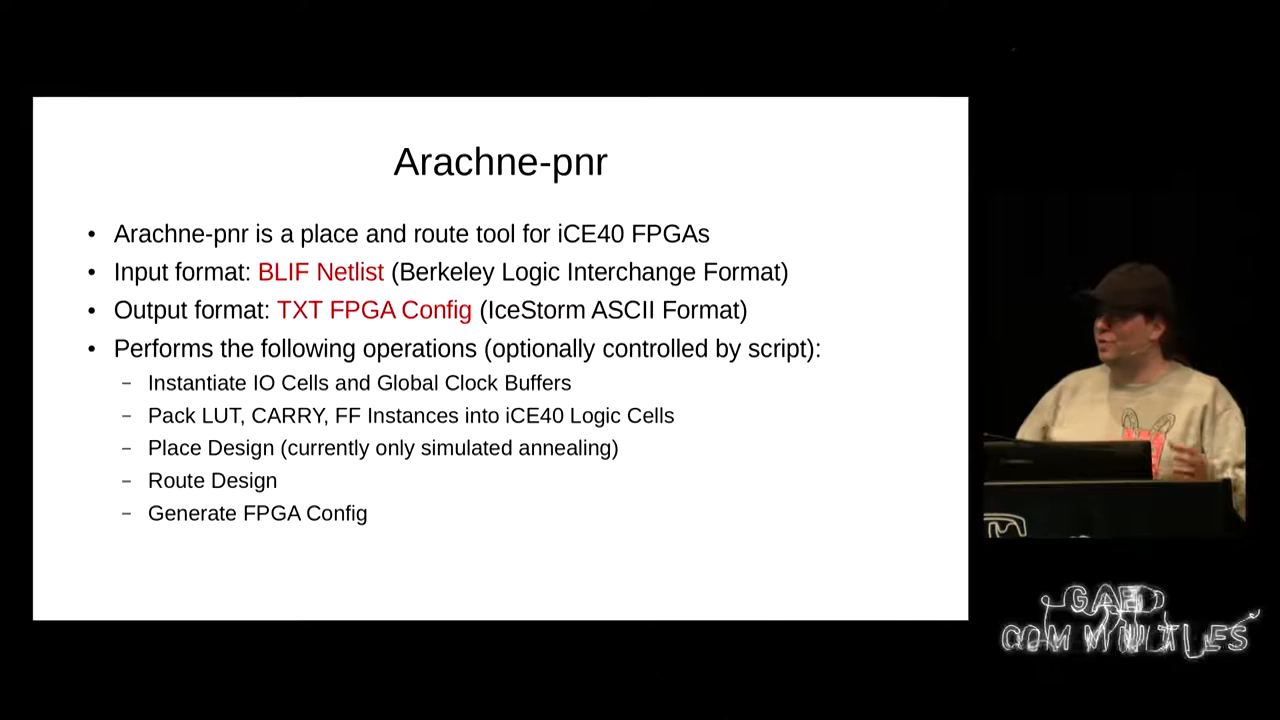 Arachne-pnr
• Arachne-pnr is a place and route tool for iCE40 FPGAs
• Input format: BLIF Netlist (Berkeley Logic Interchange Format)
• Output format: TXT FPGA Config (IceStorm ASCII Format)
• Performs the following operations (optionally controlled by script):
– Instantiate IO Cells and Global Clock Buffers
– Pack LUT, CARRY, FF Instances into iCE40 Logic Cells
– Place Design (currently only simulated annealing)
– Route Design
– Generate FPGA Config